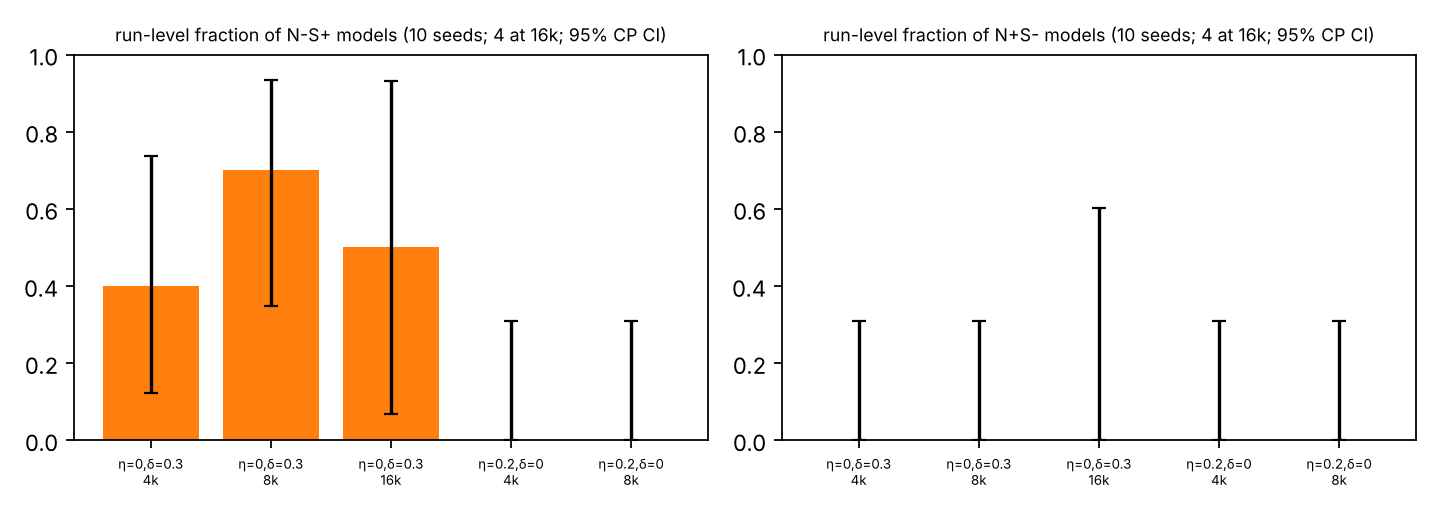 run-level fraction of N-S+ models (10 seeds; 4 at 16k; 95% CP CI)
1.0
0.8
0.6
0.4
0.2
0.0
η=0,δ=0.3
4k
η=0,δ=0.3
8k
η=0,δ=0.3
16k
η=0.2,δ=0
4k
η=0.2,δ=0
8k
run-level fraction of N+S- models (10 seeds; 4 at 16k; 95% CP CI)
1.0
0.8
0.6
0.4
0.2
0.0
η=0,δ=0.3
4k
η=0,δ=0.3
8k
η=0,δ=0.3
16k
η=0.2,δ=0
4k
η=0.2,δ=0
8k